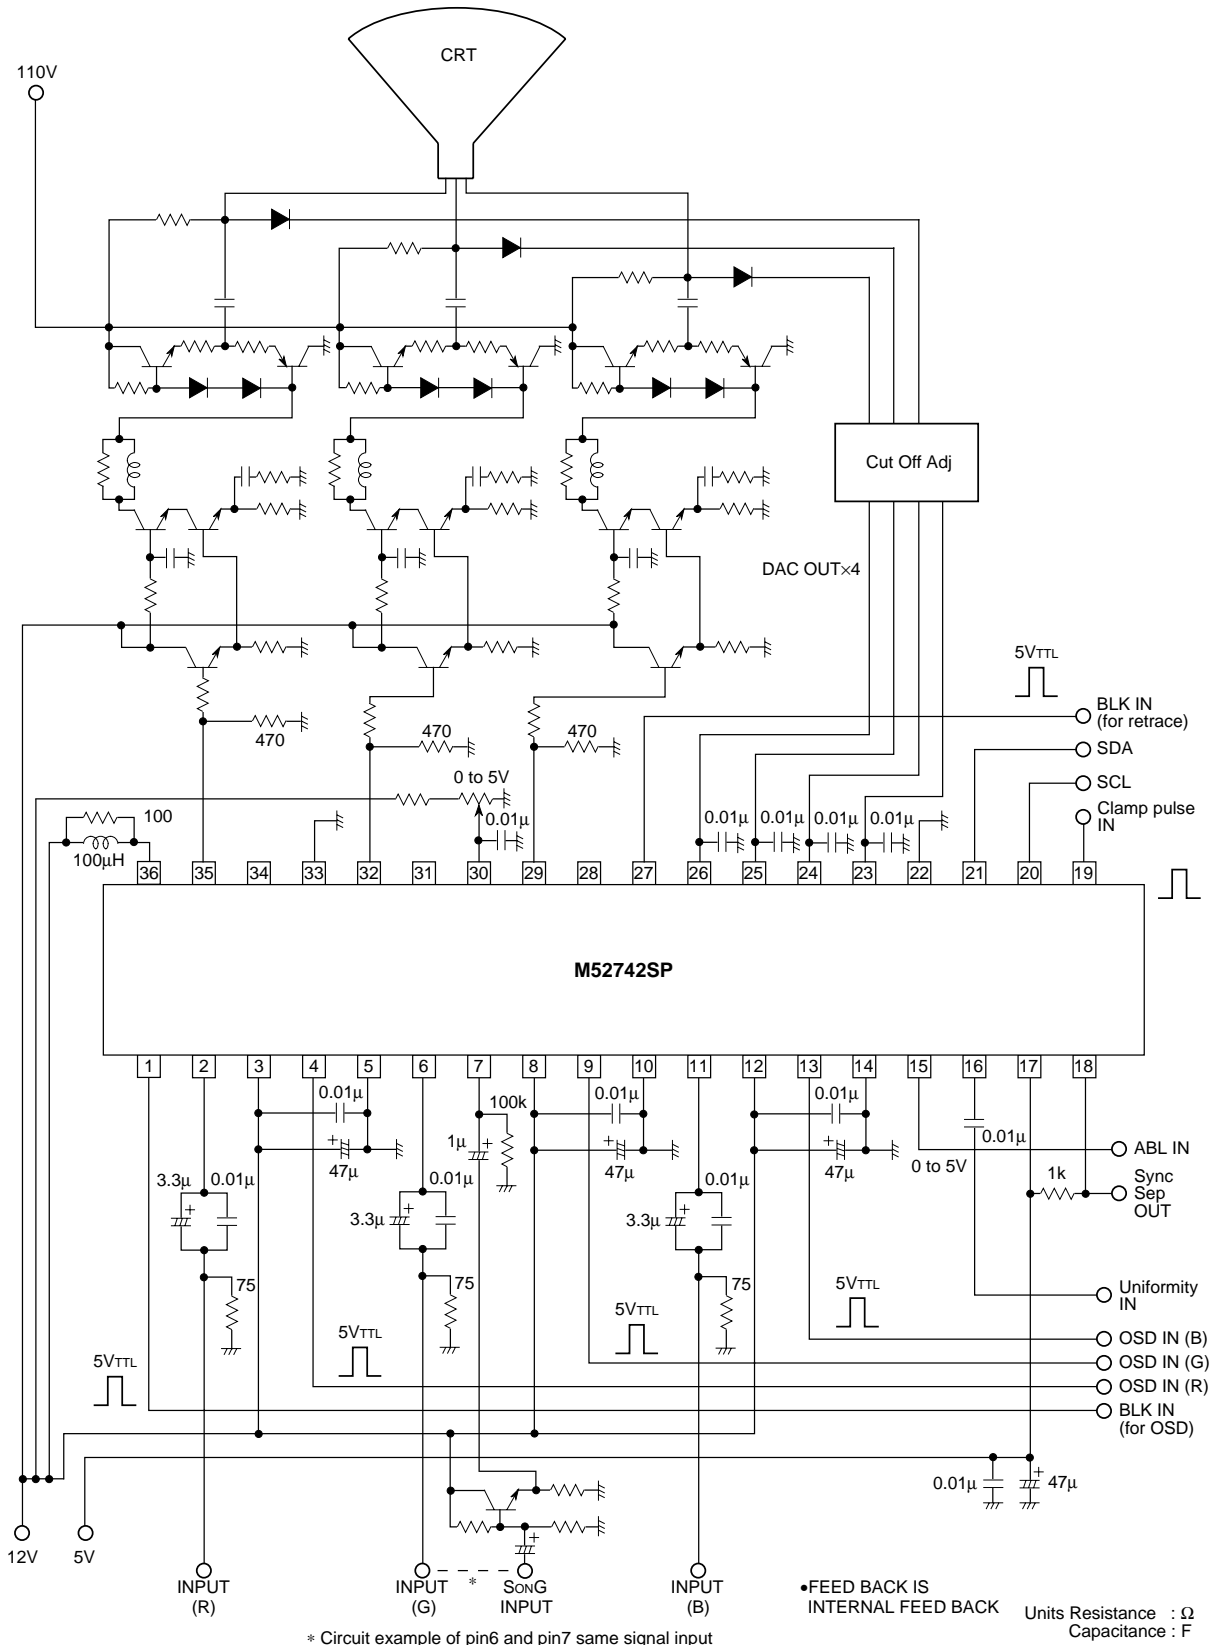 CRT
110V
Cut Off Adj
DAC OUT×4
5VTTL
BLK IN
(for retrace)
470
470
470
SDA
0 to 5V
SCL
100
0.01μ
0.01μ
0.01μ
0.01μ
0.01μ
Clamp pulse
IN
100μH
36
35
34
33
32
31
30
29
28
27
26
25
24
23
22
21
20
19
M52742SP
1
2
3
4
5
6
7
8
9
10
11
12
13
14
15
16
17
18
0.01μ
100k
0.01μ
0.01μ
1μ
+
0.01μ
+
47μ
+
47μ
+
47μ
0 to 5V
ABL IN
1k
Sync
Sep
OUT
3.3μ
+
0.01μ
3.3μ
+
0.01μ
3.3μ
+
0.01μ
75
75
75
5VTTL
5VTTL
5VTTL
5VTTL
Uniformity
IN
OSD IN (B)
OSD IN (G)
OSD IN (R)
BLK IN
(for OSD)
0.01μ
+
47μ
12V
5V
+
INPUT
(R)
INPUT
(G)
*
SONG
INPUT
INPUT
(B)
•FEED BACK IS
INTERNAL FEED BACK
Units Resistance : Ω
Capacitance : F
* Circuit example of pin6 and pin7 same signal input